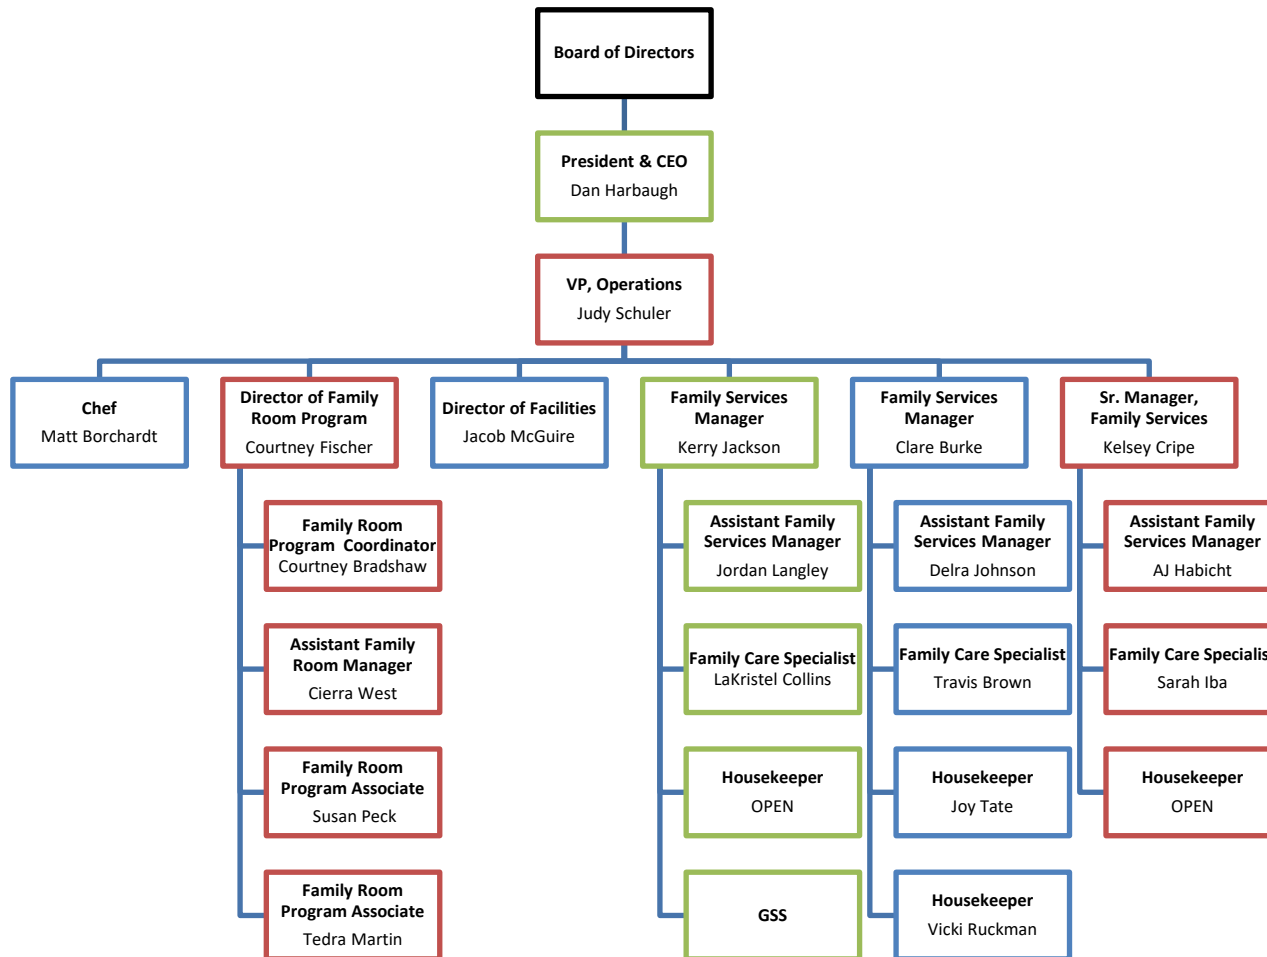 Board of Directors
President & CEO
Dan Harbaugh
VP, Operations
Judy Schuler
Chef
Matt Borchardt
Director of Family
Room Program
Courtney Fischer
Director of Facilities
Jacob McGuire
Family Services
Manager
Kerry Jackson
Family Services
Manager
Clare Burke
Sr. Manager,
Family Services
Kelsey Cripe
Family Room
Program Coordinator
Courtney Bradshaw
Assistant Family
Services Manager
Jordan Langley
Assistant Family
Services Manager
Delra Johnson
Assistant Family
Services Manager
AJ Habicht
Assistant Family
Room Manager
Cierra West
Family Care Specialist
LaKristel Collins
Family Care Specialist
Travis Brown
Family Care Specialis
Sarah Iba
Family Room
Program Associate
Susan Peck
Housekeeper
OPEN
Housekeeper
Joy Tate
Housekeeper
OPEN
Family Room
Program Associate
Tedra Martin
GSS
Housekeeper
Vicki Ruckman